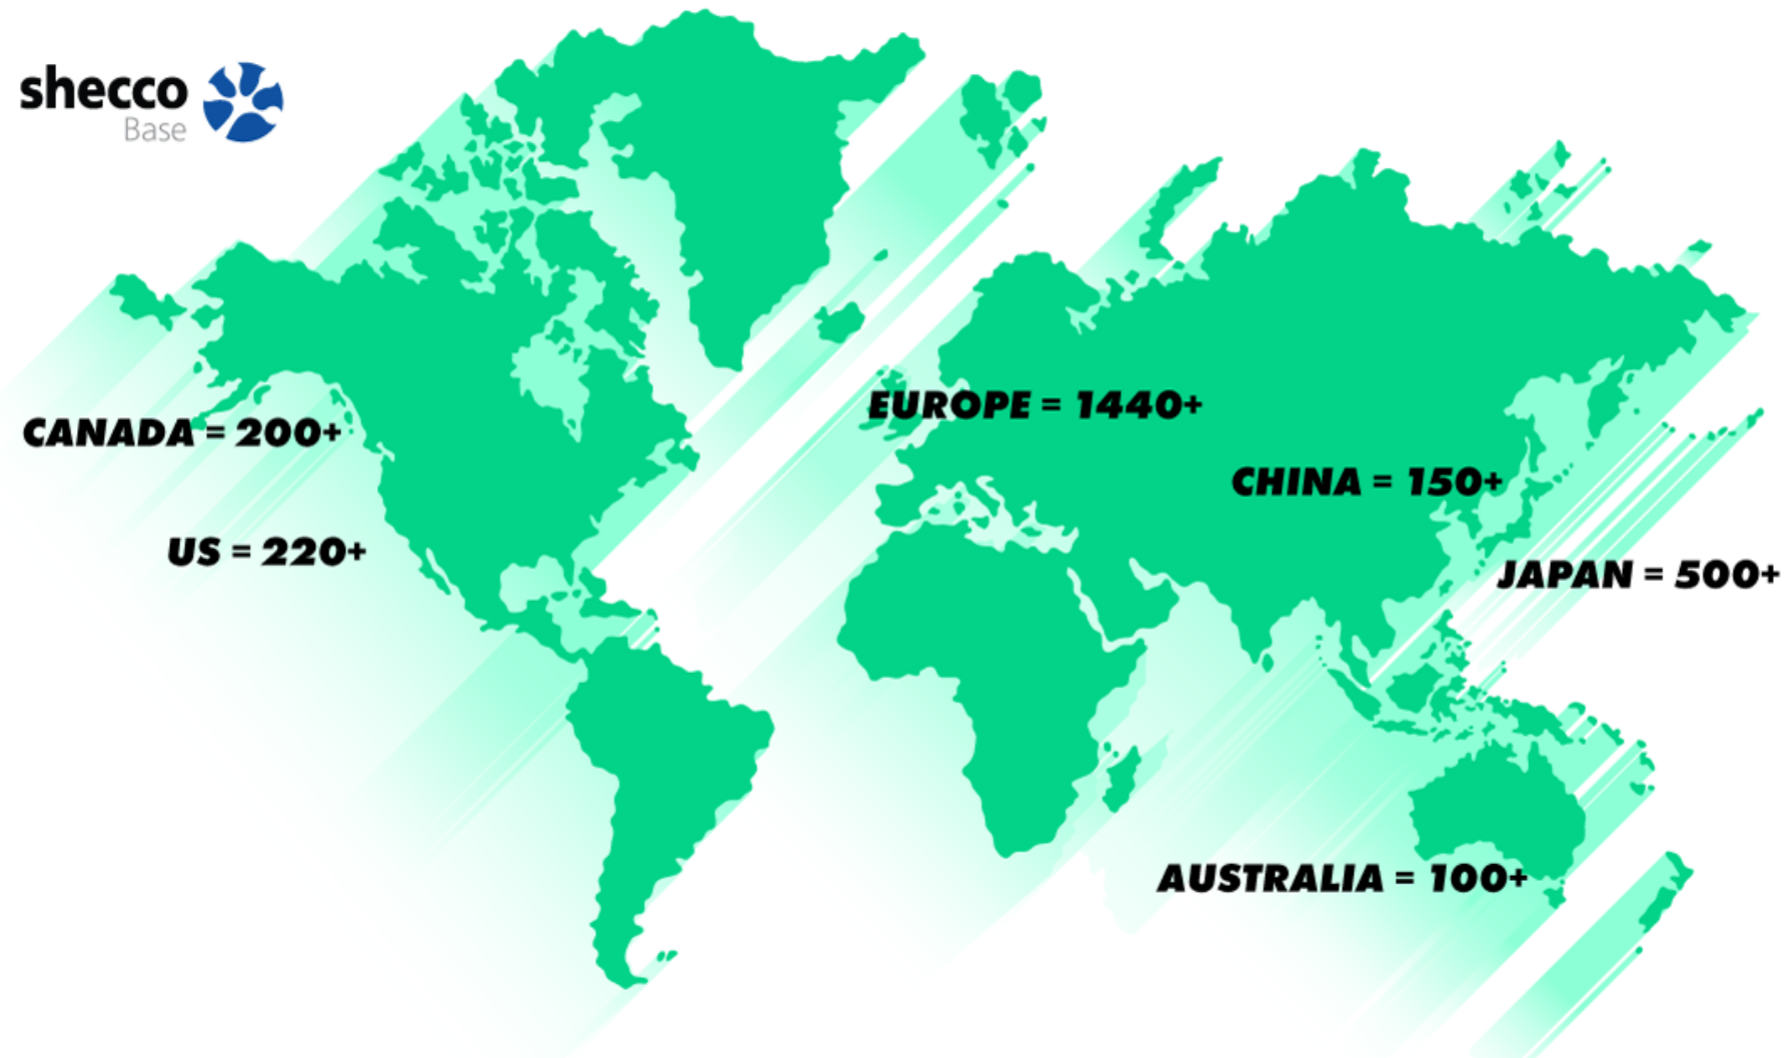 shecco
Base
EUROPE = 1440+
CANADA = 200+
CHINA = 150+
US = 220+
JAPAN = 500+
AUSTRALIA = 100+